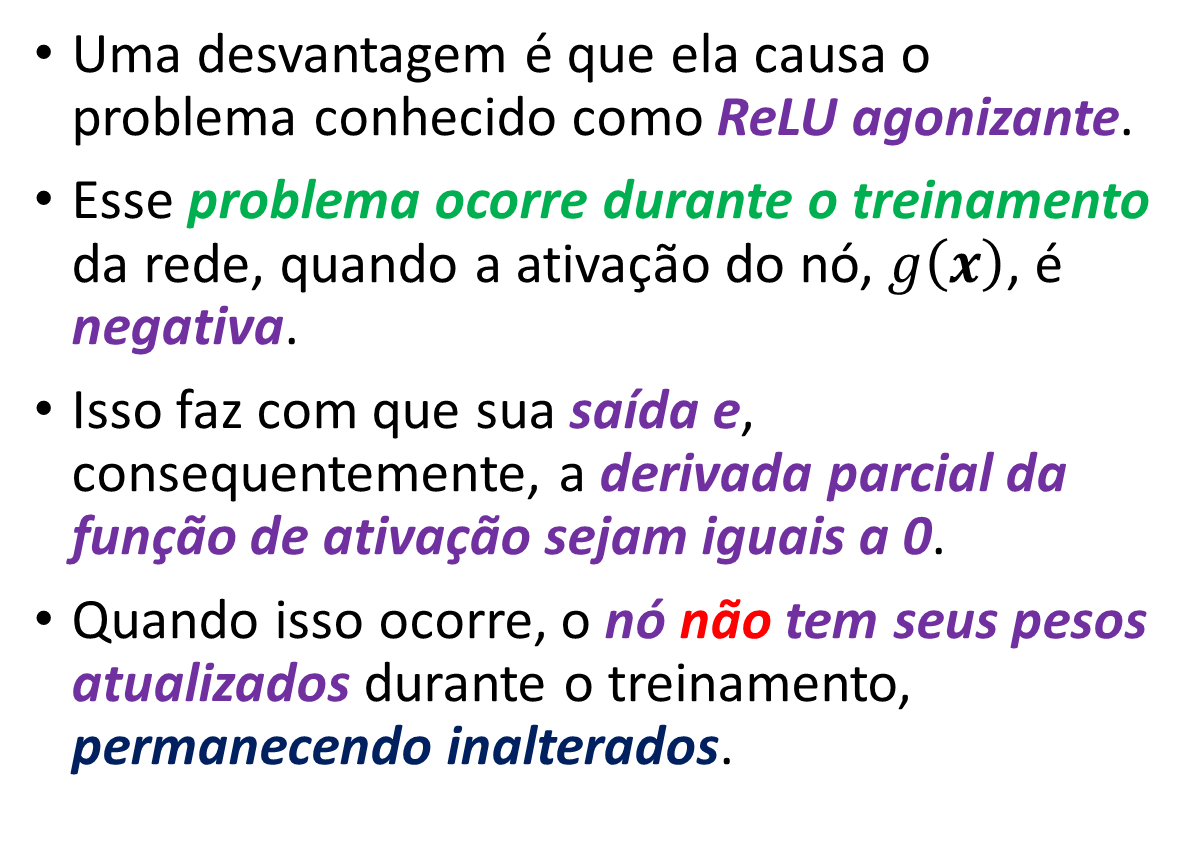 • Uma desvantagem é que ela causa o
problema conhecido como ReLU agonizante.
• Esse problema ocorre durante o treinamento
da rede, quando a ativação do nó, g(x), é
negativa.
• Isso faz com que sua saída e,
consequentemente, a derivada parcial da
função de ativação sejam iguais a 0.
• Quando isso ocorre, o nó não tem seus pesos
atualizados durante o treinamento,
permanecendo inalterados.